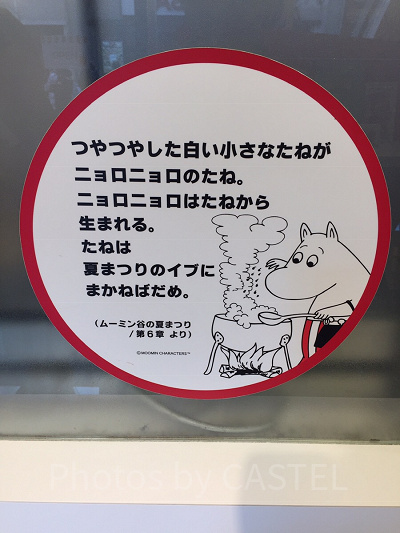 つやつやした白い小さなたねが
ニョロニョロのたね。
ニョロニョロはたねから
生まれる。
たねは
夏まつりのイブに
まかねばだめ。
（ムーミン谷の夏まつり
/第６章 より）
©MOOMIN CHARACTERS™
Photos by CASTEL